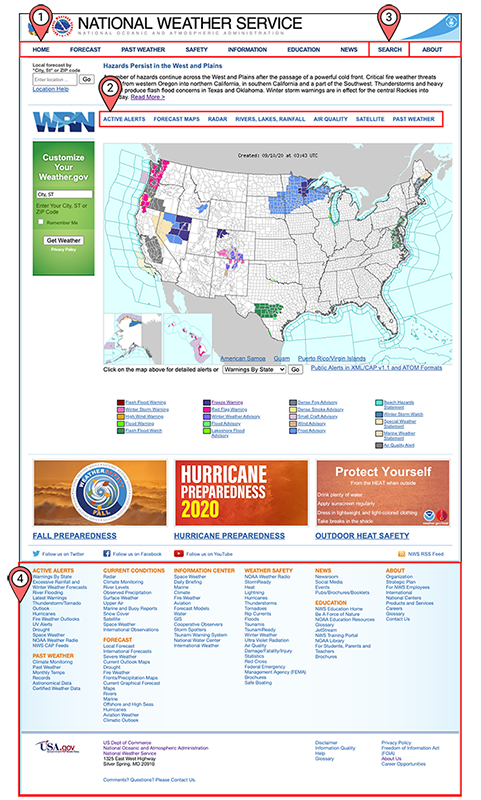 1
3
NATIONAL WEATHER SERVICE
NATIONAL OCEANIC AND ATMOSPHERIC ADMINISTRATION
HOME FORECAST PAST WEATHER SAFETY INFORMATION EDUCATION NEWS SEARCH ABOUT
Local forecast by
"City, St" or ZIP code
Enter location ...
Go
Location Help
Hazards Persist in the West and Plains
number of hazards continue across the West and Plains after the passage of a powerful cold front. Critical fire weather threats
from western Oregon into northern California, in southern California and a part of the Southwest. Thunderstorms and heavy
produce flash flood concerns in Texas and Oklahoma. Winter storm warnings are in effect for the central Rockies into
day. Read More >
2
WRN
ACTIVE ALERTS FORECAST MAPS RADAR RIVERS, LAKES, RAINFALL AIR QUALITY SATELLITE PAST WEATHER
Customize
Your
Weather.gov
City, ST
Enter Your City, ST or
ZIP Code
Remember Me
Get Weather
Privacy Policy
Created: 09/10/20 at 03:43 UTC
American Samoa Guam Puerto Rico/Virgin Islands
Click on the map above for detailed alerts or Warnings By State Go
Public Alerts in XML/CAP v1.1 and ATOM Formats
Flash Flood Warning
Winter Storm Warning
High Wind Warning
Flood Warning
Flash Flood Watch
Freeze Warning
Red Flag Warning
Winter Weather Advisory
Flood Advisory
Lakeshore Flood
Advisory
Dense Fog Advisory
Dense Smoke Advisory
Small Craft Advisory
Wind Advisory
Frost Advisory
Beach Hazards
Statement
Winter Storm Watch
Special Weather
Statement
Marine Weather
Statement
Air Quality Alert
FALL
HURRICANE
PREPAREDNESS
2020
Protect Yourself
From the HEAT when outside
Drink plenty of water
Apply sunscreen regularly
Dress in lightweight and light-colored clothing
Take breaks in the shade
weather.gov/heat
FALL PREPAREDNESS
HURRICANE PREPAREDNESS
OUTDOOR HEAT SAFETY
Follow us on Twitter
Follow us on Facebook
Follow us on YouTube
NWS RSS Feed
4
ACTIVE ALERTS
Warnings By State
Excessive Rainfall and
Winter Weather Forecasts
River Flooding
Latest Warnings
Thunderstorm/Tornado
Outlook
Hurricanes
Fire Weather Outlooks
UV Alerts
Drought
Space Weather
NOAA Weather Radio
NWS CAP Feeds
PAST WEATHER
Climate Monitoring
Past Weather
Monthly Temps
Records
Astronomical Data
Certified Weather Data
CURRENT CONDITIONS
Radar
Climate Monitoring
River Levels
Observed Precipitation
Surface Weather
Upper Air
Marine and Buoy Reports
Snow Cover
Satellite
Space Weather
International Observations
FORECAST
Local Forecast
International Forecasts
Severe Weather
Current Outlook Maps
Drought
Fire Weather
Fronts/Precipitation Maps
Current Graphical Forecast
Maps
Rivers
Marine
Offshore and High Seas
Hurricanes
Aviation Weather
Climatic Outlook
INFORMATION CENTER
Space Weather
Daily Briefing
Marine
Climate
Fire Weather
Aviation
Forecast Models
Water
GIS
Cooperative Observers
Storm Spotters
Tsunami Warning System
National Water Center
International Weather
WEATHER SAFETY
NOAA Weather Radio
StormReady
Heat
Lightning
Hurricanes
Thunderstorms
Tornadoes
Rip Currents
Floods
Tsunamis
TsunamiReady
Winter Weather
Ultra Violet Radiation
Air Quality
Damage/Fatality/Injury
Statistics
Red Cross
Federal Emergency
Management Agency (FEMA)
Brochures
Safe Boating
NEWS
Newsroom
Social Media
Events
Pubs/Brochures/Booklets
EDUCATION
NWS Education Home
Be A Force of Nature
NOAA Education Resources
Glossary
JetStream
NWS Training Portal
NOAA Library
For Students, Parents and
Teachers
Brochures
ABOUT
Organization
Strategic Plan
For NWS Employees
International
National Centers
Products and Services
Careers
Glossary
Contact Us
USA.gov
US Dept of Commerce
National Oceanic and Atmospheric Administration
National Weather Service
1325 East West Highway
Silver Spring, MD 20910
Comments? Questions? Please Contact Us.
Disclaimer
Information Quality
Help
Glossary
Privacy Policy
Freedom of Information Act
(FOIA)
About Us
Career Opportunities